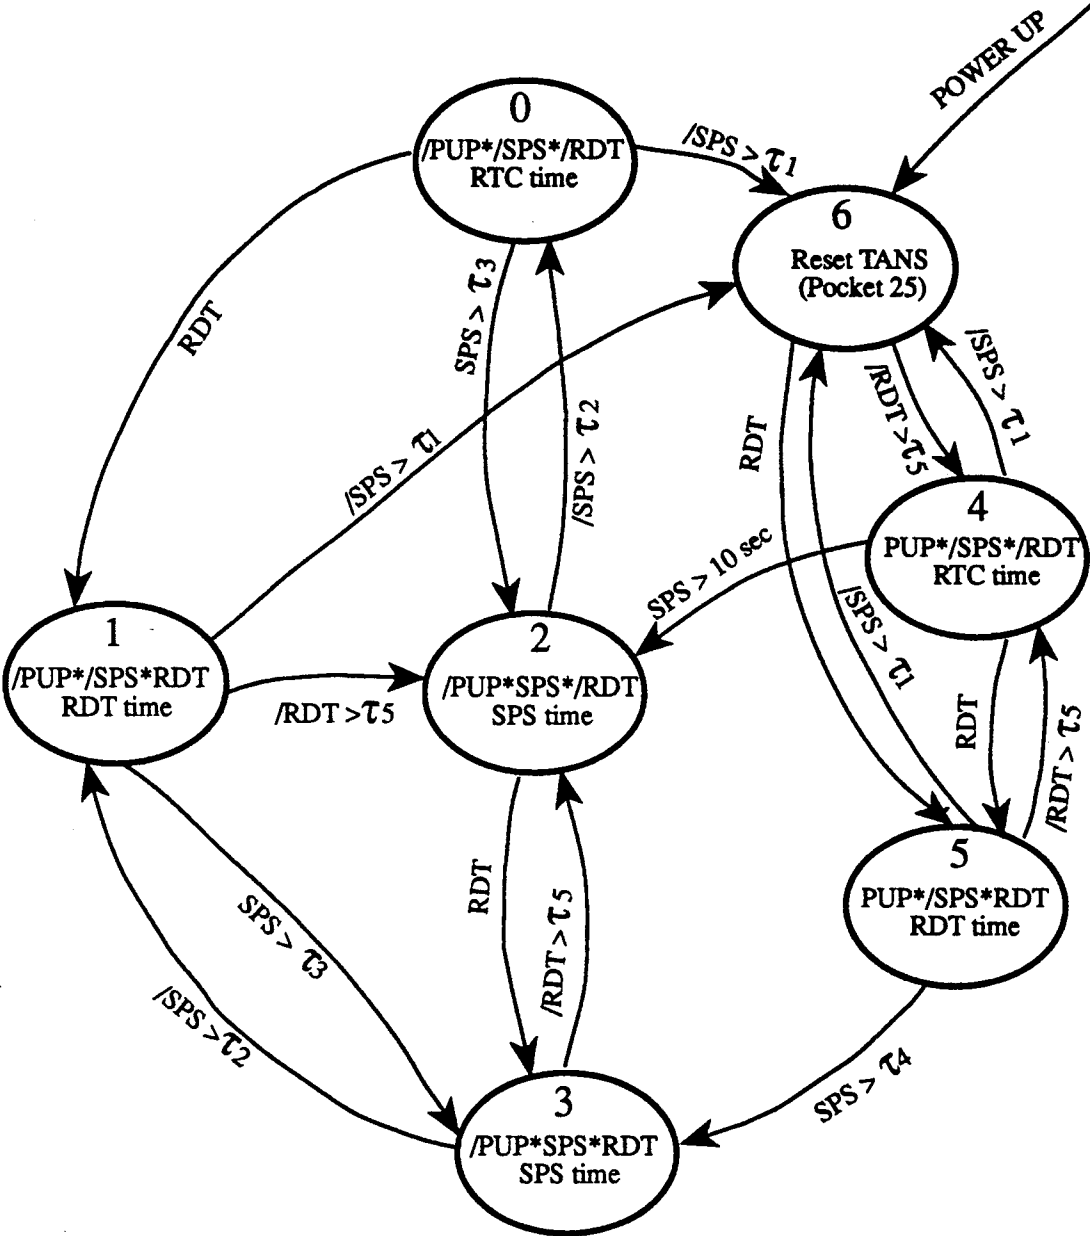 POWER UP
0
/PUP*/SPS*/RDT
RTC time
/SPS > τ1
6
Reset TANS
(Pocket 25)
RDT
SPS > τ3
/SPS > τ2
/SPS > τ1
RDT
/RDT >τ5
/SPS > τ1
4
PUP*/SPS*/RDT
RTC time
SPS > 10 sec
/SPS > τ1
1
/PUP*/SPS*RDT
RDT time
/RDT >τ5
2
/PUP*SPS*/RDT
SPS time
RDT
/RDT > τ5
5
PUP*/SPS*RDT
RDT time
RDT
/RDT > τ5
SPS > τ3
/SPS >τ2
SPS > τ4
3
/PUP*SPS*RDT
SPS time